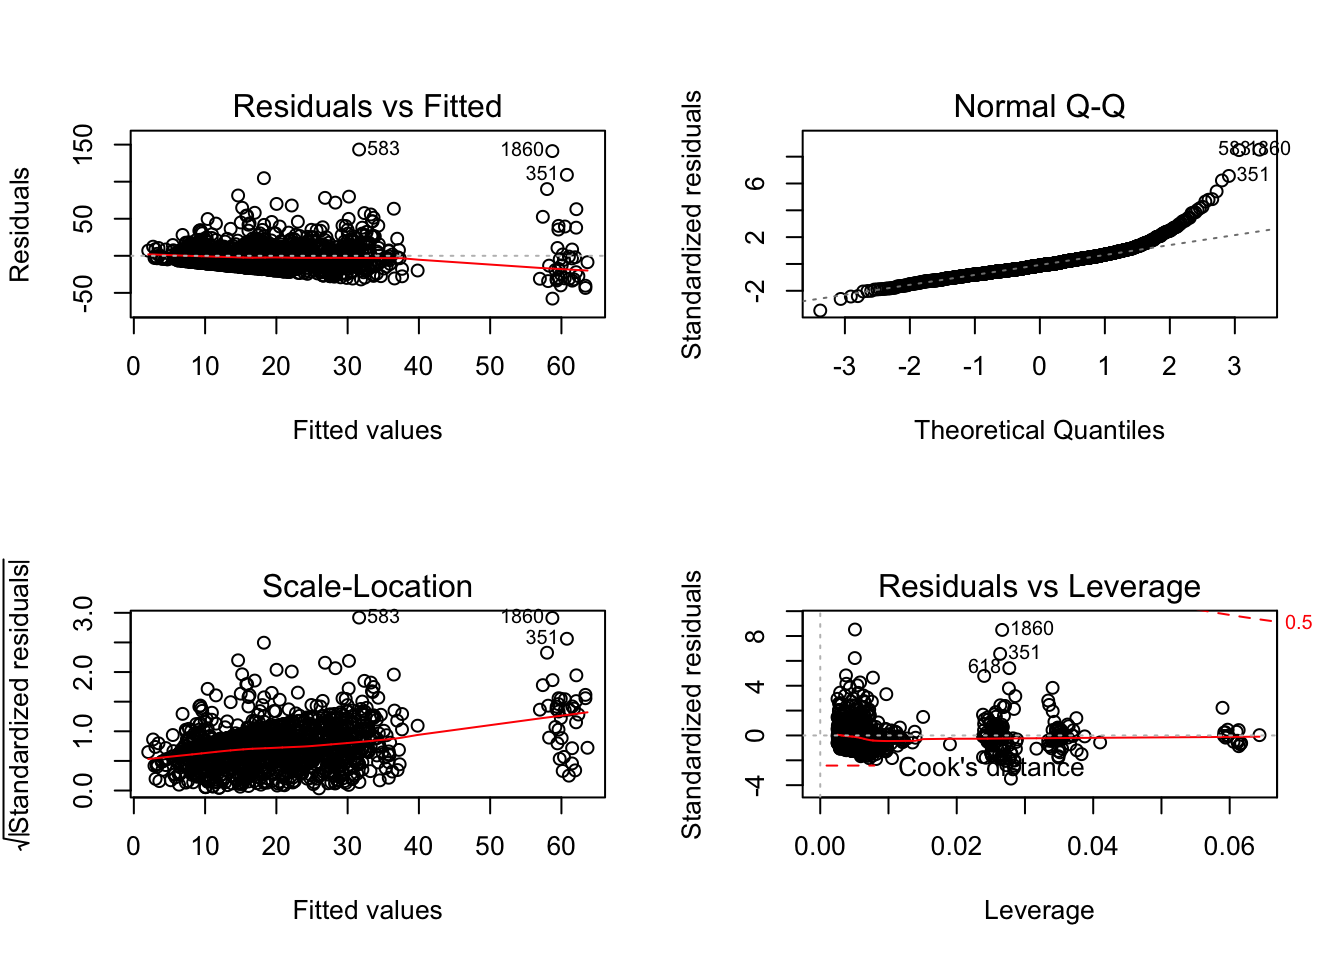 Residuals vs Fitted
Residuals
-50 50 150
583
1860
351
0 10 20 30 40 50 60
Fitted values
Normal Q-Q
Standardized residuals
-2 2 6
583
1860
351
-3 -2 -1 0 1 2 3
Theoretical Quantiles
Scale-Location
√|Standardized residuals|
0.0 1.0 2.0 3.0
583
1860
351
0 10 20 30 40 50 60
Fitted values
Residuals vs Leverage
Standardized residuals
-4 0 4 8
1860
351
618
0.5
Cook's distance
0.00 0.02 0.04 0.06
Leverage